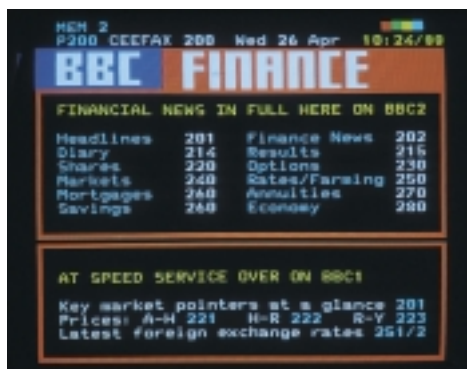 MEM 2
P200 CEEFAX 200 Wed 26 Apr 10:24/00
BBC FINANCE
FINANCIAL NEWS IN FULL HERE ON BBC2
Headlines 201 Finance News 202
Diary 214 Results 215
Shares 220 Options 230
Markets 240 Rates/Farming 250
Mortgages 260 Annuities 270
Savings 260 Economy 280
AT SPEED SERVICE OVER ON BBC1
Key market pointers at a glance 201
Prices: A-H 221 H-R 222 R-Y 223
Latest foreign exchange rates 251/2